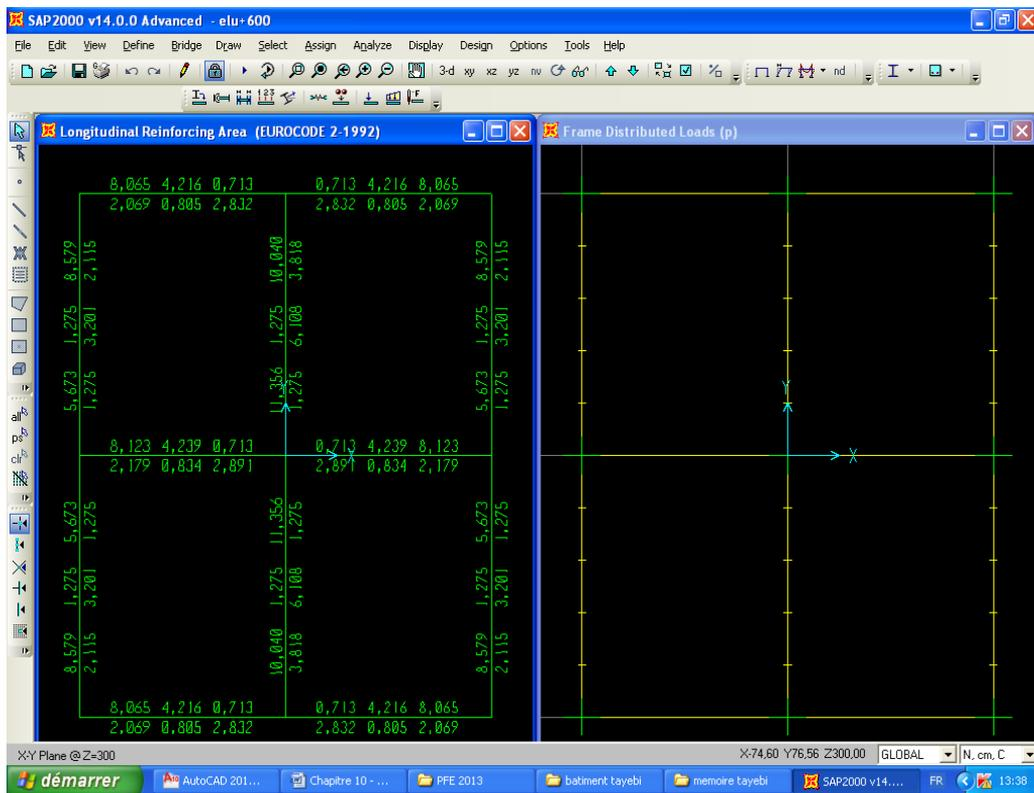 SAP2000 v14.0.0 Advanced - elu+600
File Edit View Define Bridge Draw Select Assign Analyze Display Design Options Tools Help
3-d xy xz yz nv nd
Longitudinal Reinforcing Area (EUROCODE 2-1992)
8,065 4,216 0,713 0,713 4,216 8,065
2,069 0,805 2,832 2,832 0,805 2,069
8,579 2,115 10,040 3,818 8,579 2,115
1,275 3,201 1,275 6,108 1,275 3,201
5,673 1,275 11,356 1,275 5,673 1,275
Y
8,123 4,239 0,713 0,713 4,239 8,123
X
2,179 0,834 2,891 2,891 0,834 2,179
5,673 1,275 11,356 1,275 5,673 1,275
1,275 3,201 1,275 6,108 1,275 3,201
8,579 2,115 10,040 3,818 8,579 2,115
8,065 4,216 0,713 0,713 4,216 8,065
2,069 0,805 2,832 2,832 0,805 2,069
Frame Distributed Loads (p)
Y
X
all
ps
clr
X-Y Plane @ Z=300
X-74,60 Y76,56 Z300,00 GLOBAL N, cm, C
démarrer
AutoCAD 201...
Chapitre 10 - ...
PFE 2013
batiment tayebi
memoire tayebi
SAP2000 v14....
FR
13:38